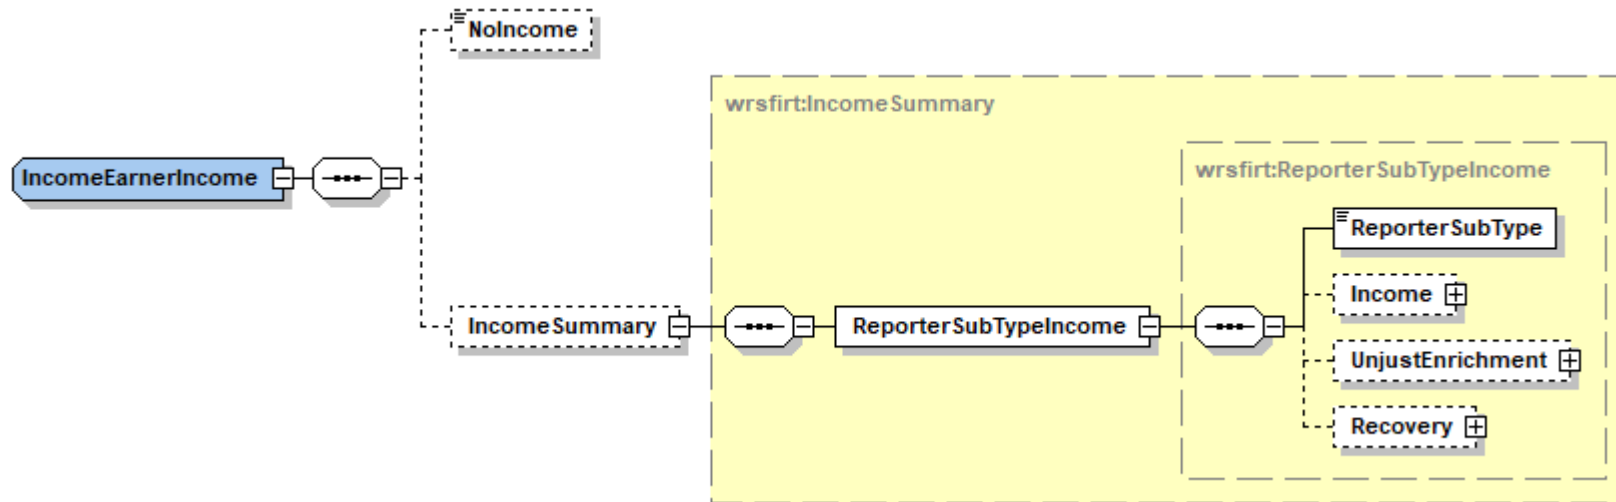 NoIncome
wrsfirt:IncomeSummary
wrsfirt:ReporterSubTypeIncome
IncomeEarnerIncome
ReporterSubType
Income
IncomeSummary
ReporterSubTypeIncome
UnjustEnrichment
Recovery